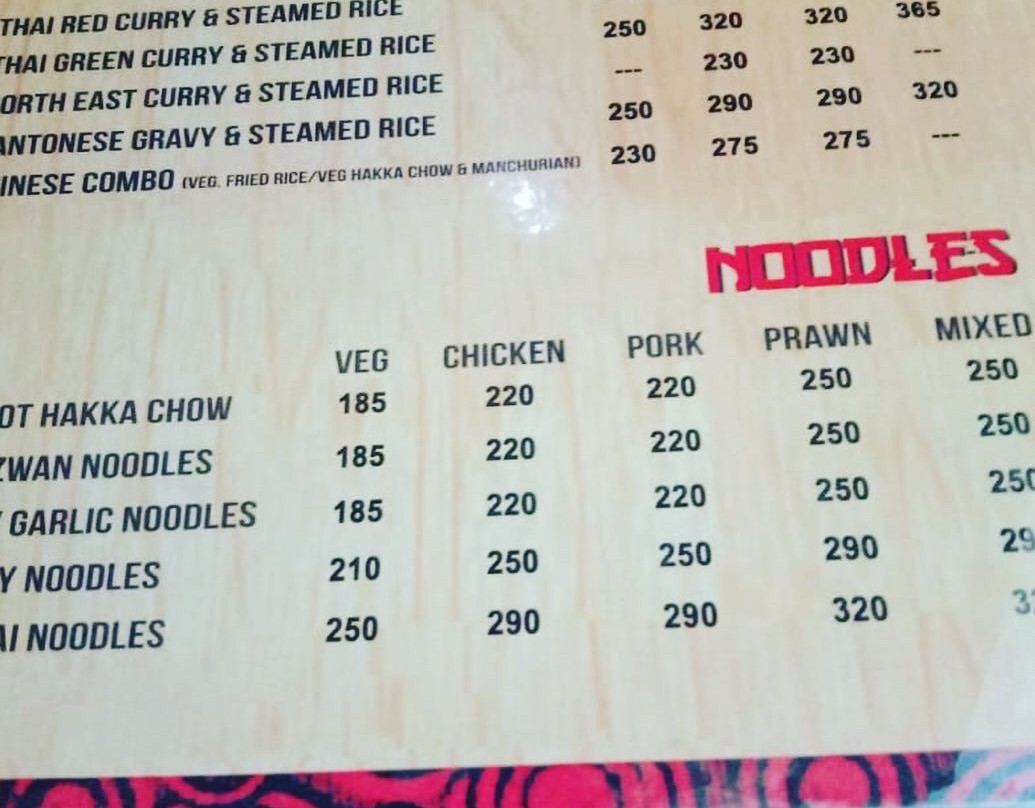 THAI RED CURRY & STEAMED RICE
THAI GREEN CURRY & STEAMED RICE 250 320 320 365
ORTH EAST CURRY & STEAMED RICE --- 230 230 ---
ANTONESE GRAVY & STEAMED RICE 250 290 290 320
INESE COMBO (VEG. FRIED RICE/VEG HAKKA CHOW & MANCHURIAN) 230 275 275 ---
NOODLES
VEG CHICKEN PORK PRAWN MIXED
OT HAKKA CHOW 185 220 220 250 250
ZWAN NOODLES 185 220 220 250 250
Y GARLIC NOODLES 185 220 220 250 250
Y NOODLES 210 250 250 290 29
AI NOODLES 250 290 290 320 3